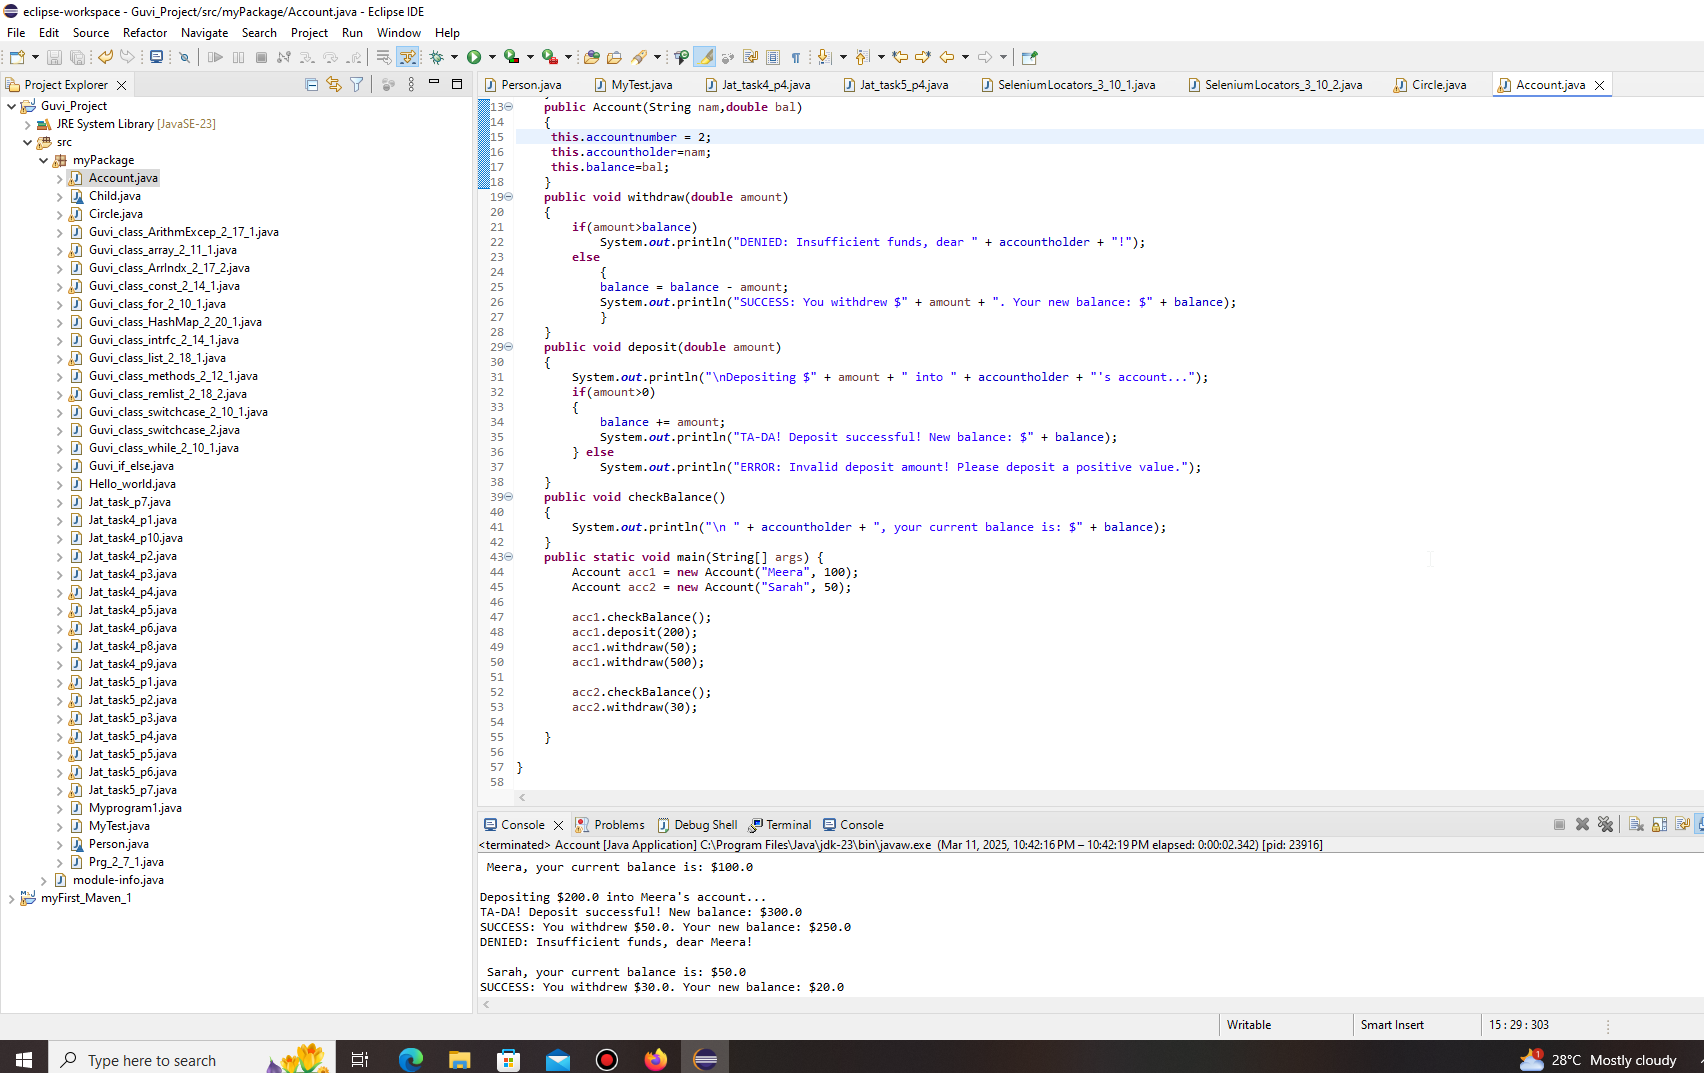 eclipse-workspace - Guvi_Project/src/myPackage/Account.java - Eclipse IDE
File Edit Source Refactor Navigate Search Project Run Window Help
Project Explorer
Guvi_Project
JRE System Library [JavaSE-23]
src
myPackage
Account.java
Child.java
Circle.java
Guvi_class_ArithmExcep_2_17_1.java
Guvi_class_array_2_11_1.java
Guvi_class_ArrIndx_2_17_2.java
Guvi_class_const_2_14_1.java
Guvi_class_for_2_10_1.java
Guvi_class_HashMap_2_20_1.java
Guvi_class_intrfc_2_14_1.java
Guvi_class_list_2_18_1.java
Guvi_class_methods_2_12_1.java
Guvi_class_remlist_2_18_2.java
Guvi_class_switchcase_2_10_1.java
Guvi_class_switchcase_2.java
Guvi_class_while_2_10_1.java
Guvi_if_else.java
Hello_world.java
Jat_task_p7.java
Jat_task4_p1.java
Jat_task4_p10.java
Jat_task4_p2.java
Jat_task4_p3.java
Jat_task4_p4.java
Jat_task4_p5.java
Jat_task4_p6.java
Jat_task4_p8.java
Jat_task4_p9.java
Jat_task5_p1.java
Jat_task5_p2.java
Jat_task5_p3.java
Jat_task5_p4.java
Jat_task5_p5.java
Jat_task5_p6.java
Jat_task5_p7.java
Myprogram1.java
MyTest.java
Person.java
Prg_2_7_1.java
module-info.java
myFirst_Maven_1
Person.java MyTest.java Jat_task4_p4.java Jat_task5_p4.java SeleniumLocators_3_10_1.java SeleniumLocators_3_10_2.java Circle.java Account.java
13 public Account(String nam,double bal)
14 {
15 this.accountnumber = 2;
16 this.accountholder=nam;
17 this.balance=bal;
18 }
19 public void withdraw(double amount)
20 {
21 if(amount>balance)
22 System.out.println("DENIED: Insufficient funds, dear " + accountholder + "!");
23 else
24 {
25 balance = balance - amount;
26 System.out.println("SUCCESS: You withdrew $" + amount + ". Your new balance: $" + balance);
27 }
28 }
29 public void deposit(double amount)
30 {
31 System.out.println("\nDepositing $" + amount + " into " + accountholder + "'s account...");
32 if(amount>0)
33 {
34 balance += amount;
35 System.out.println("TA-DA! Deposit successful! New balance: $" + balance);
36 } else
37 System.out.println("ERROR: Invalid deposit amount! Please deposit a positive value.");
38 }
39 public void checkBalance()
40 {
41 System.out.println("\n " + accountholder + ", your current balance is: $" + balance);
42 }
43 public static void main(String[] args) {
44 Account acc1 = new Account("Meera", 100);
45 Account acc2 = new Account("Sarah", 50);
46
47 acc1.checkBalance();
48 acc1.deposit(200);
49 acc1.withdraw(50);
50 acc1.withdraw(500);
51
52 acc2.checkBalance();
53 acc2.withdraw(30);
54
55 }
56
57 }
58
Console Problems Debug Shell Terminal Console
<terminated> Account [Java Application] C:\Program Files\Java\jdk-23\bin\javaw.exe (Mar 11, 2025, 10:42:16 PM – 10:42:19 PM elapsed: 0:00:02.342) [pid: 23916]
Meera, your current balance is: $100.0
Depositing $200.0 into Meera's account...
TA-DA! Deposit successful! New balance: $300.0
SUCCESS: You withdrew $50.0. Your new balance: $250.0
DENIED: Insufficient funds, dear Meera!
Sarah, your current balance is: $50.0
SUCCESS: You withdrew $30.0. Your new balance: $20.0
Writable Smart Insert 15 : 29 : 303
Type here to search
1 28°C Mostly cloudy